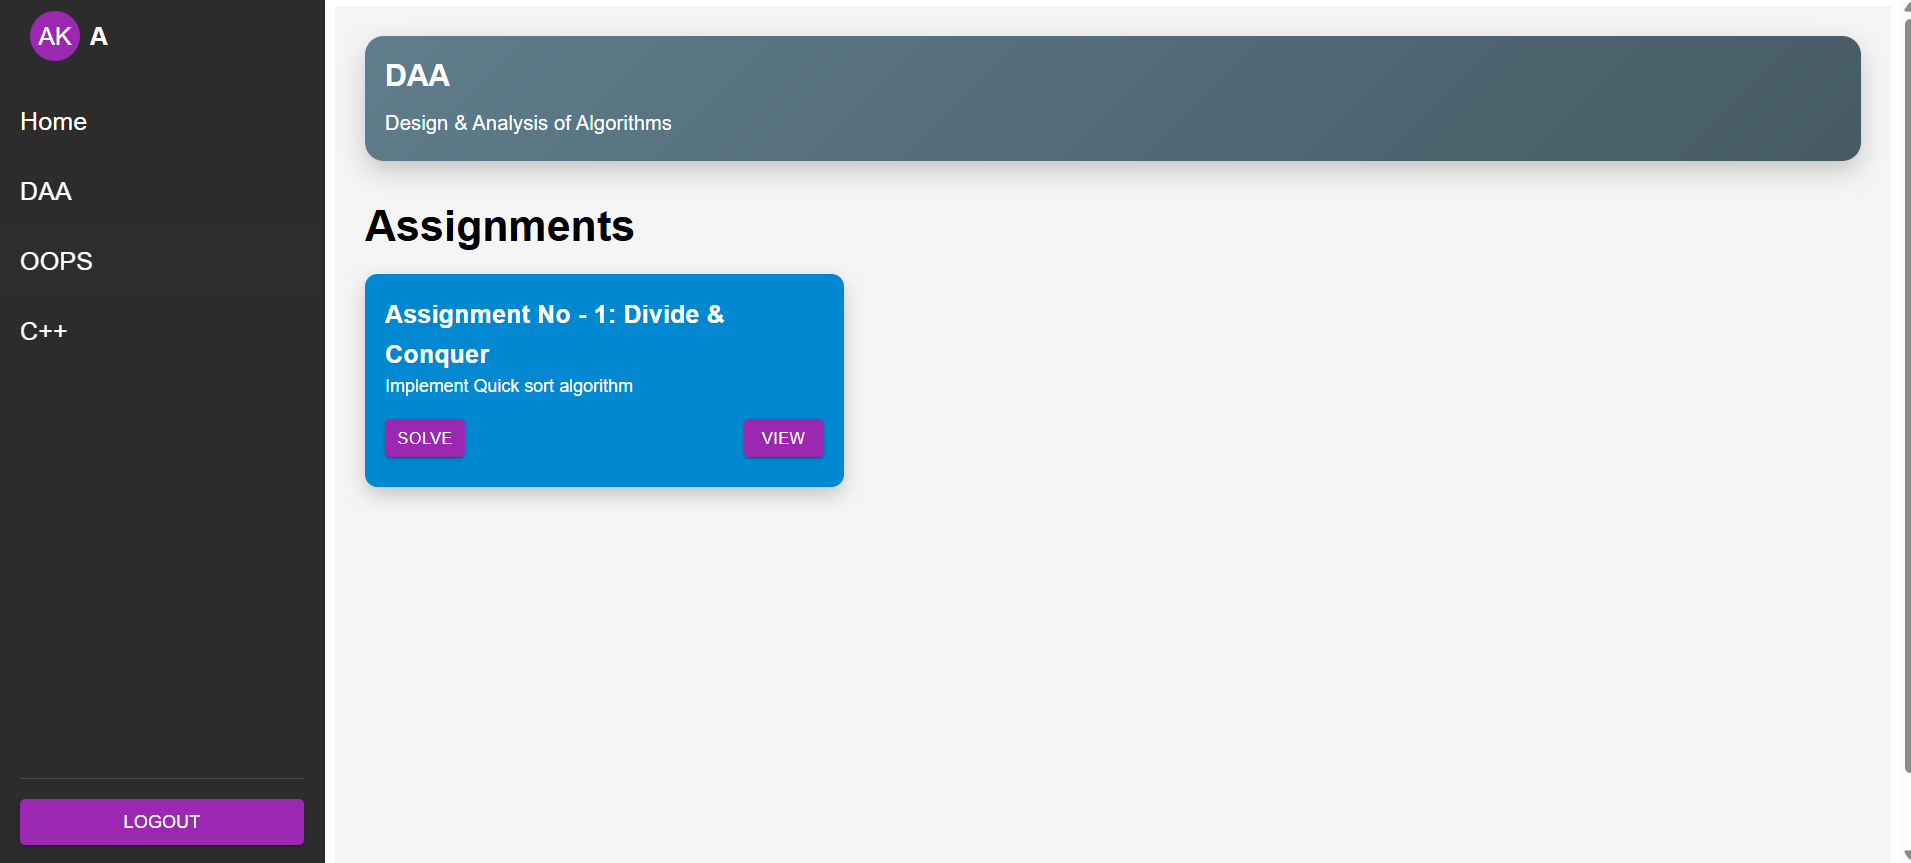 AK A
Home
DAA
OOPS
C++
LOGOUT
DAA
Design & Analysis of Algorithms
Assignments
Assignment No - 1: Divide &
Conquer
Implement Quick sort algorithm
SOLVE VIEW